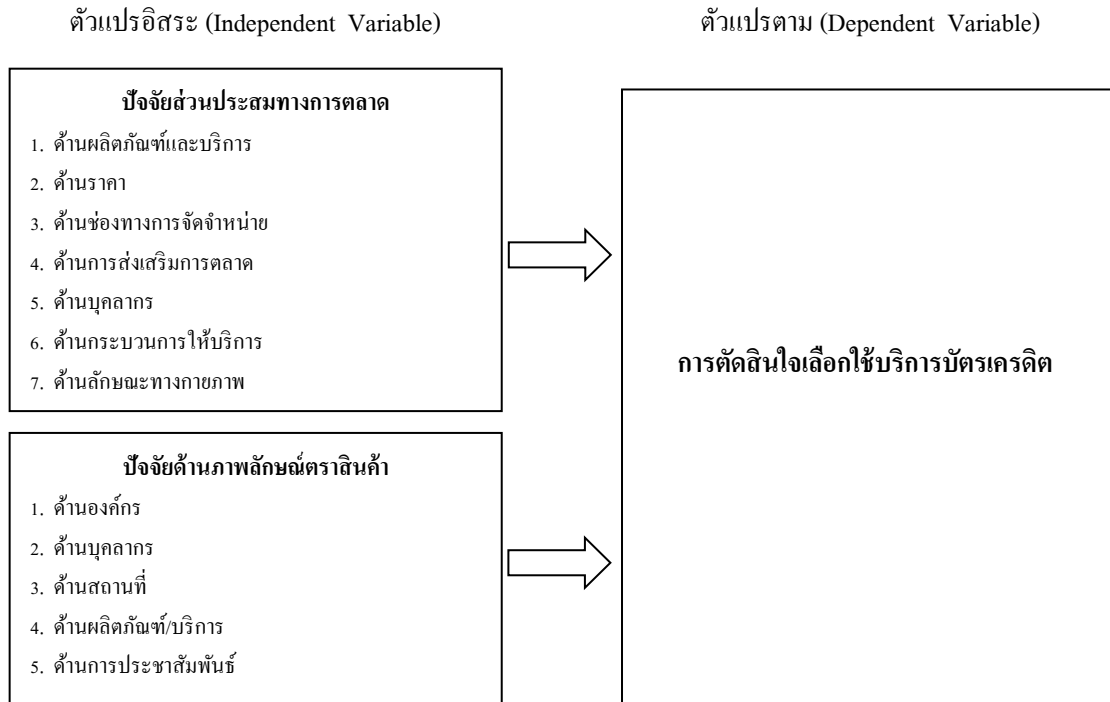 ตัวแปรอิสระ (Independent Variable)
ตัวแปรตาม (Dependent Variable)
ปัจจัยส่วนประสมทางการตลาด
1. ด้านผลิตภัณฑ์และบริการ
2. ด้านราคา
3. ด้านช่องทางการจัดจำหน่าย
4. ด้านการส่งเสริมการตลาด
5. ด้านบุคลากร
6. ด้านกระบวนการให้บริการ
7. ด้านลักษณะทางกายภาพ
ปัจจัยด้านภาพลักษณ์ตราสินค้า
1. ด้านองค์กร
2. ด้านบุคลากร
3. ด้านสถานที่
4. ด้านผลิตภัณฑ์/บริการ
5. ด้านการประชาสัมพันธ์
การตัดสินใจเลือกใช้บริการบัตรเครดิต